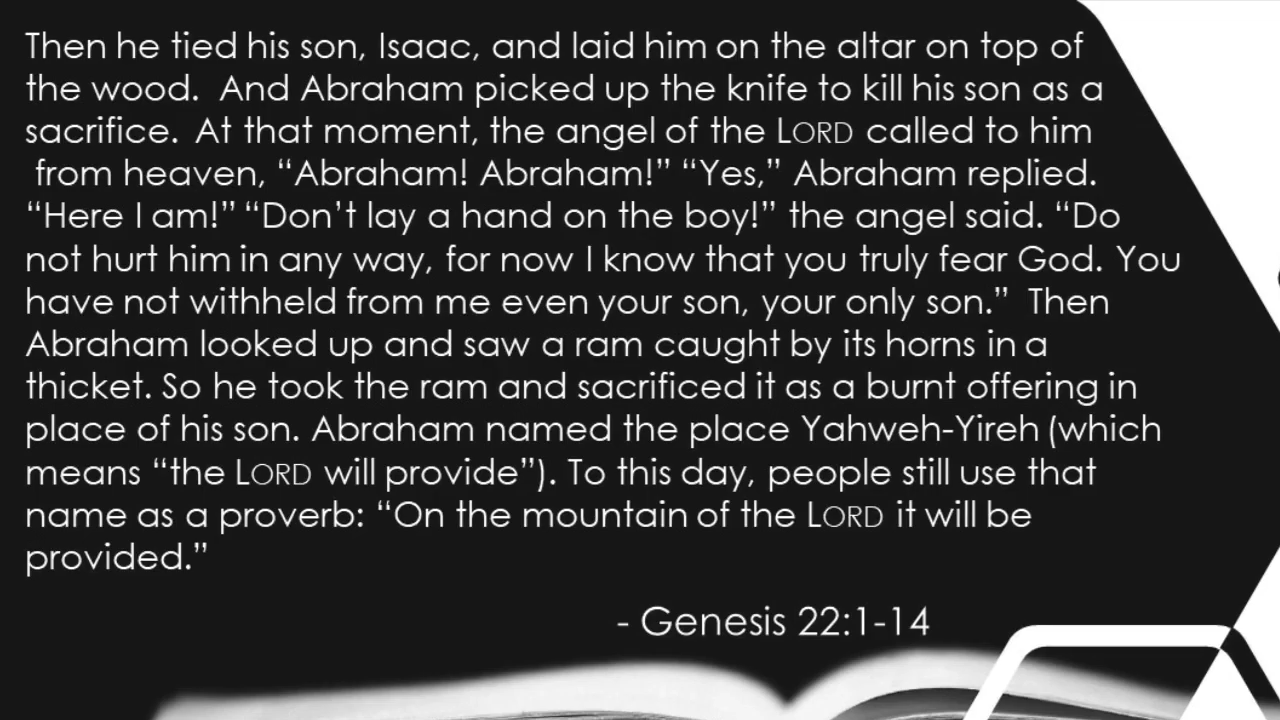 Then he tied his son, Isaac, and laid him on the altar on top of
the wood.  And Abraham picked up the knife to kill his son as a
sacrifice.  At that moment, the angel of the LORD called to him
from heaven, “Abraham! Abraham!” “Yes,” Abraham replied.
“Here I am!” “Don’t lay a hand on the boy!” the angel said. “Do
not hurt him in any way, for now I know that you truly fear God. You
have not withheld from me even your son, your only son.”  Then
Abraham looked up and saw a ram caught by its horns in a
thicket. So he took the ram and sacrificed it as a burnt offering in
place of his son. Abraham named the place Yahweh-Yireh (which
means “the LORD will provide”). To this day, people still use that
name as a proverb: “On the mountain of the LORD it will be
provided.”
- Genesis 22:1-14